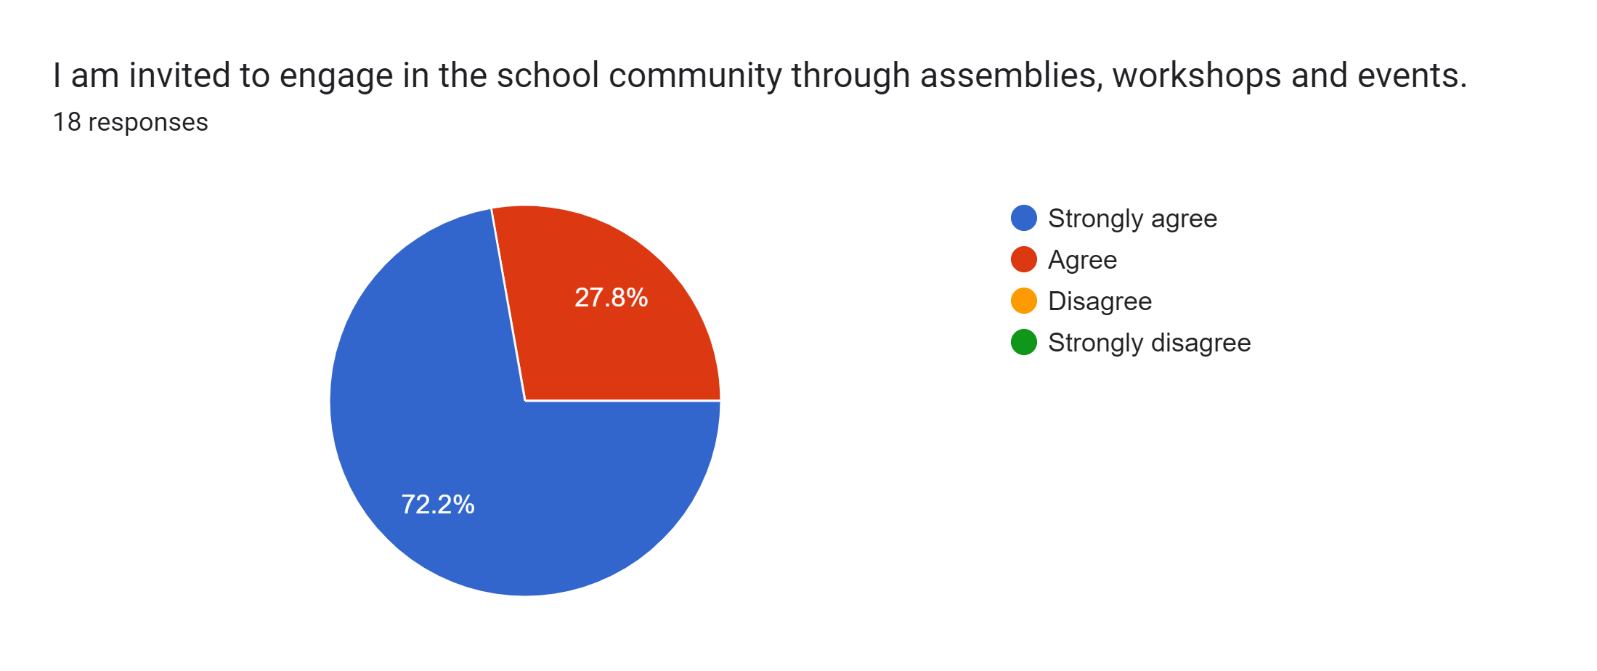 I am invited to engage in the school community through assemblies, workshops and events.
18 responses
Strongly agree
Agree
Disagree
Strongly disagree
27.8%
72.2%